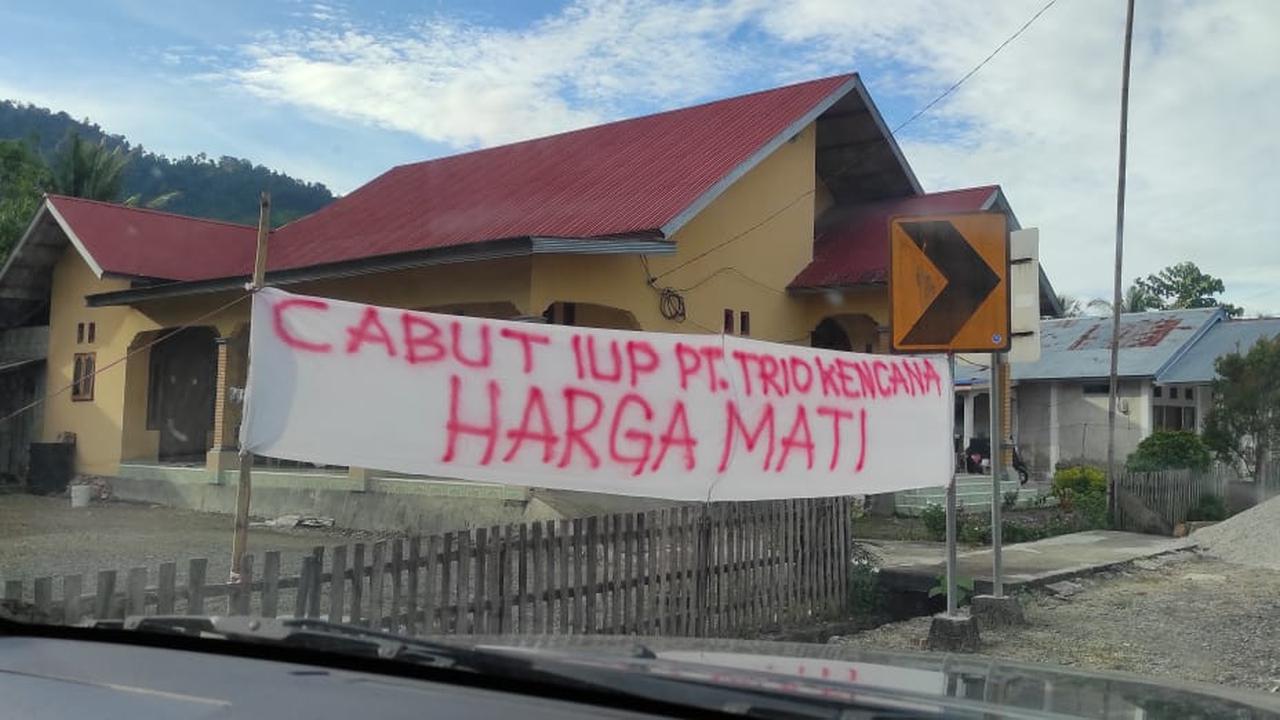 CABUT IUP PT. TRIO KENCANA
HARGA MATI